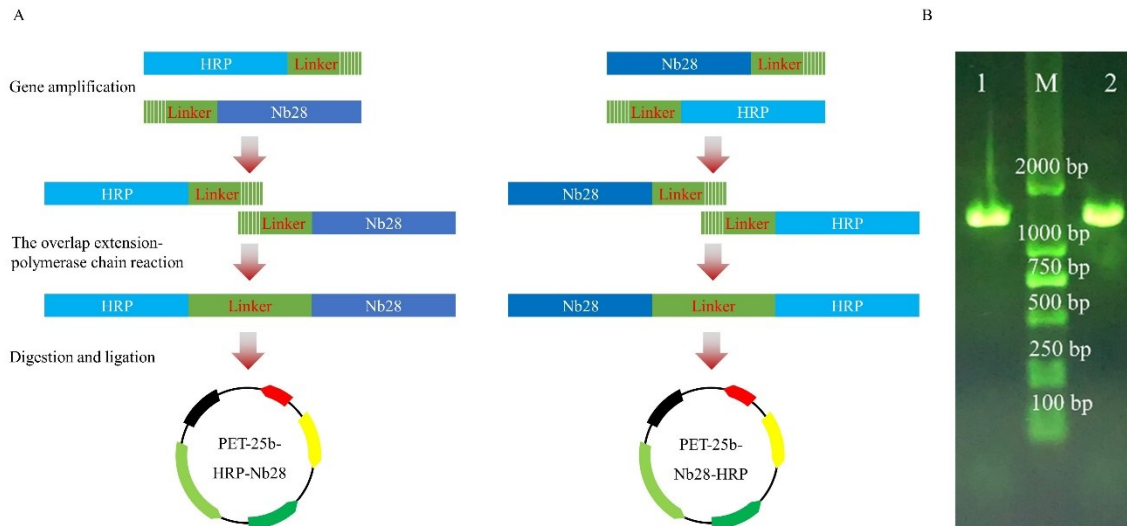 A
B
HRP Linker
Nb28 Linker
Gene amplification
Linker Nb28
Linker HRP
HRP Linker
Nb28 Linker
Linker Nb28
Linker HRP
The overlap extension-
polymerase chain reaction
HRP Linker Nb28
Nb28 Linker HRP
Digestion and ligation
PET-25b-
HRP-Nb28
PET-25b-
Nb28-HRP
1 M 2
2000 bp
1000 bp
750 bp
500 bp
250 bp
100 bp